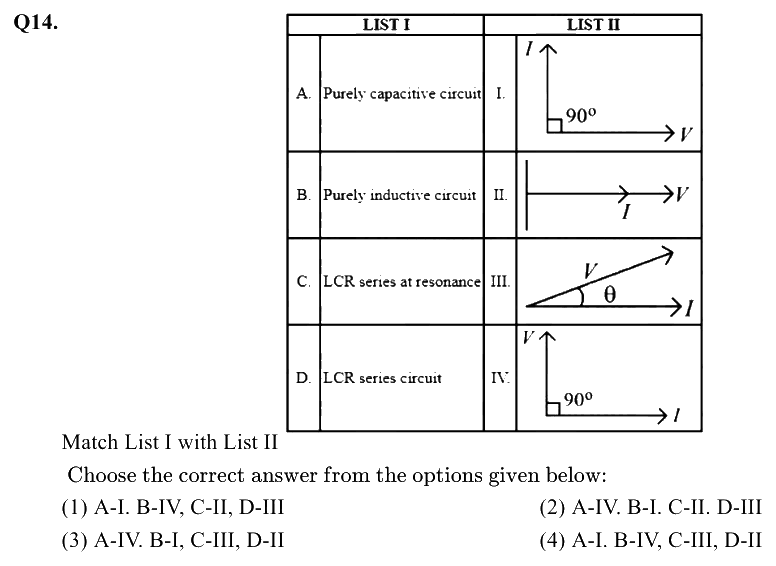 Q14.
LIST I LIST II
A. Purely capacitive circuit I. I 90° V
B. Purely inductive circuit II. I V
C. LCR series at resonance III. V θ I
D. LCR series circuit IV. V 90° I
Match List I with List II
Choose the correct answer from the options given below:
(1) A-I. B-IV, C-II, D-III (2) A-IV. B-I. C-II. D-III
(3) A-IV. B-I, C-III, D-II (4) A-I. B-IV, C-III, D-II